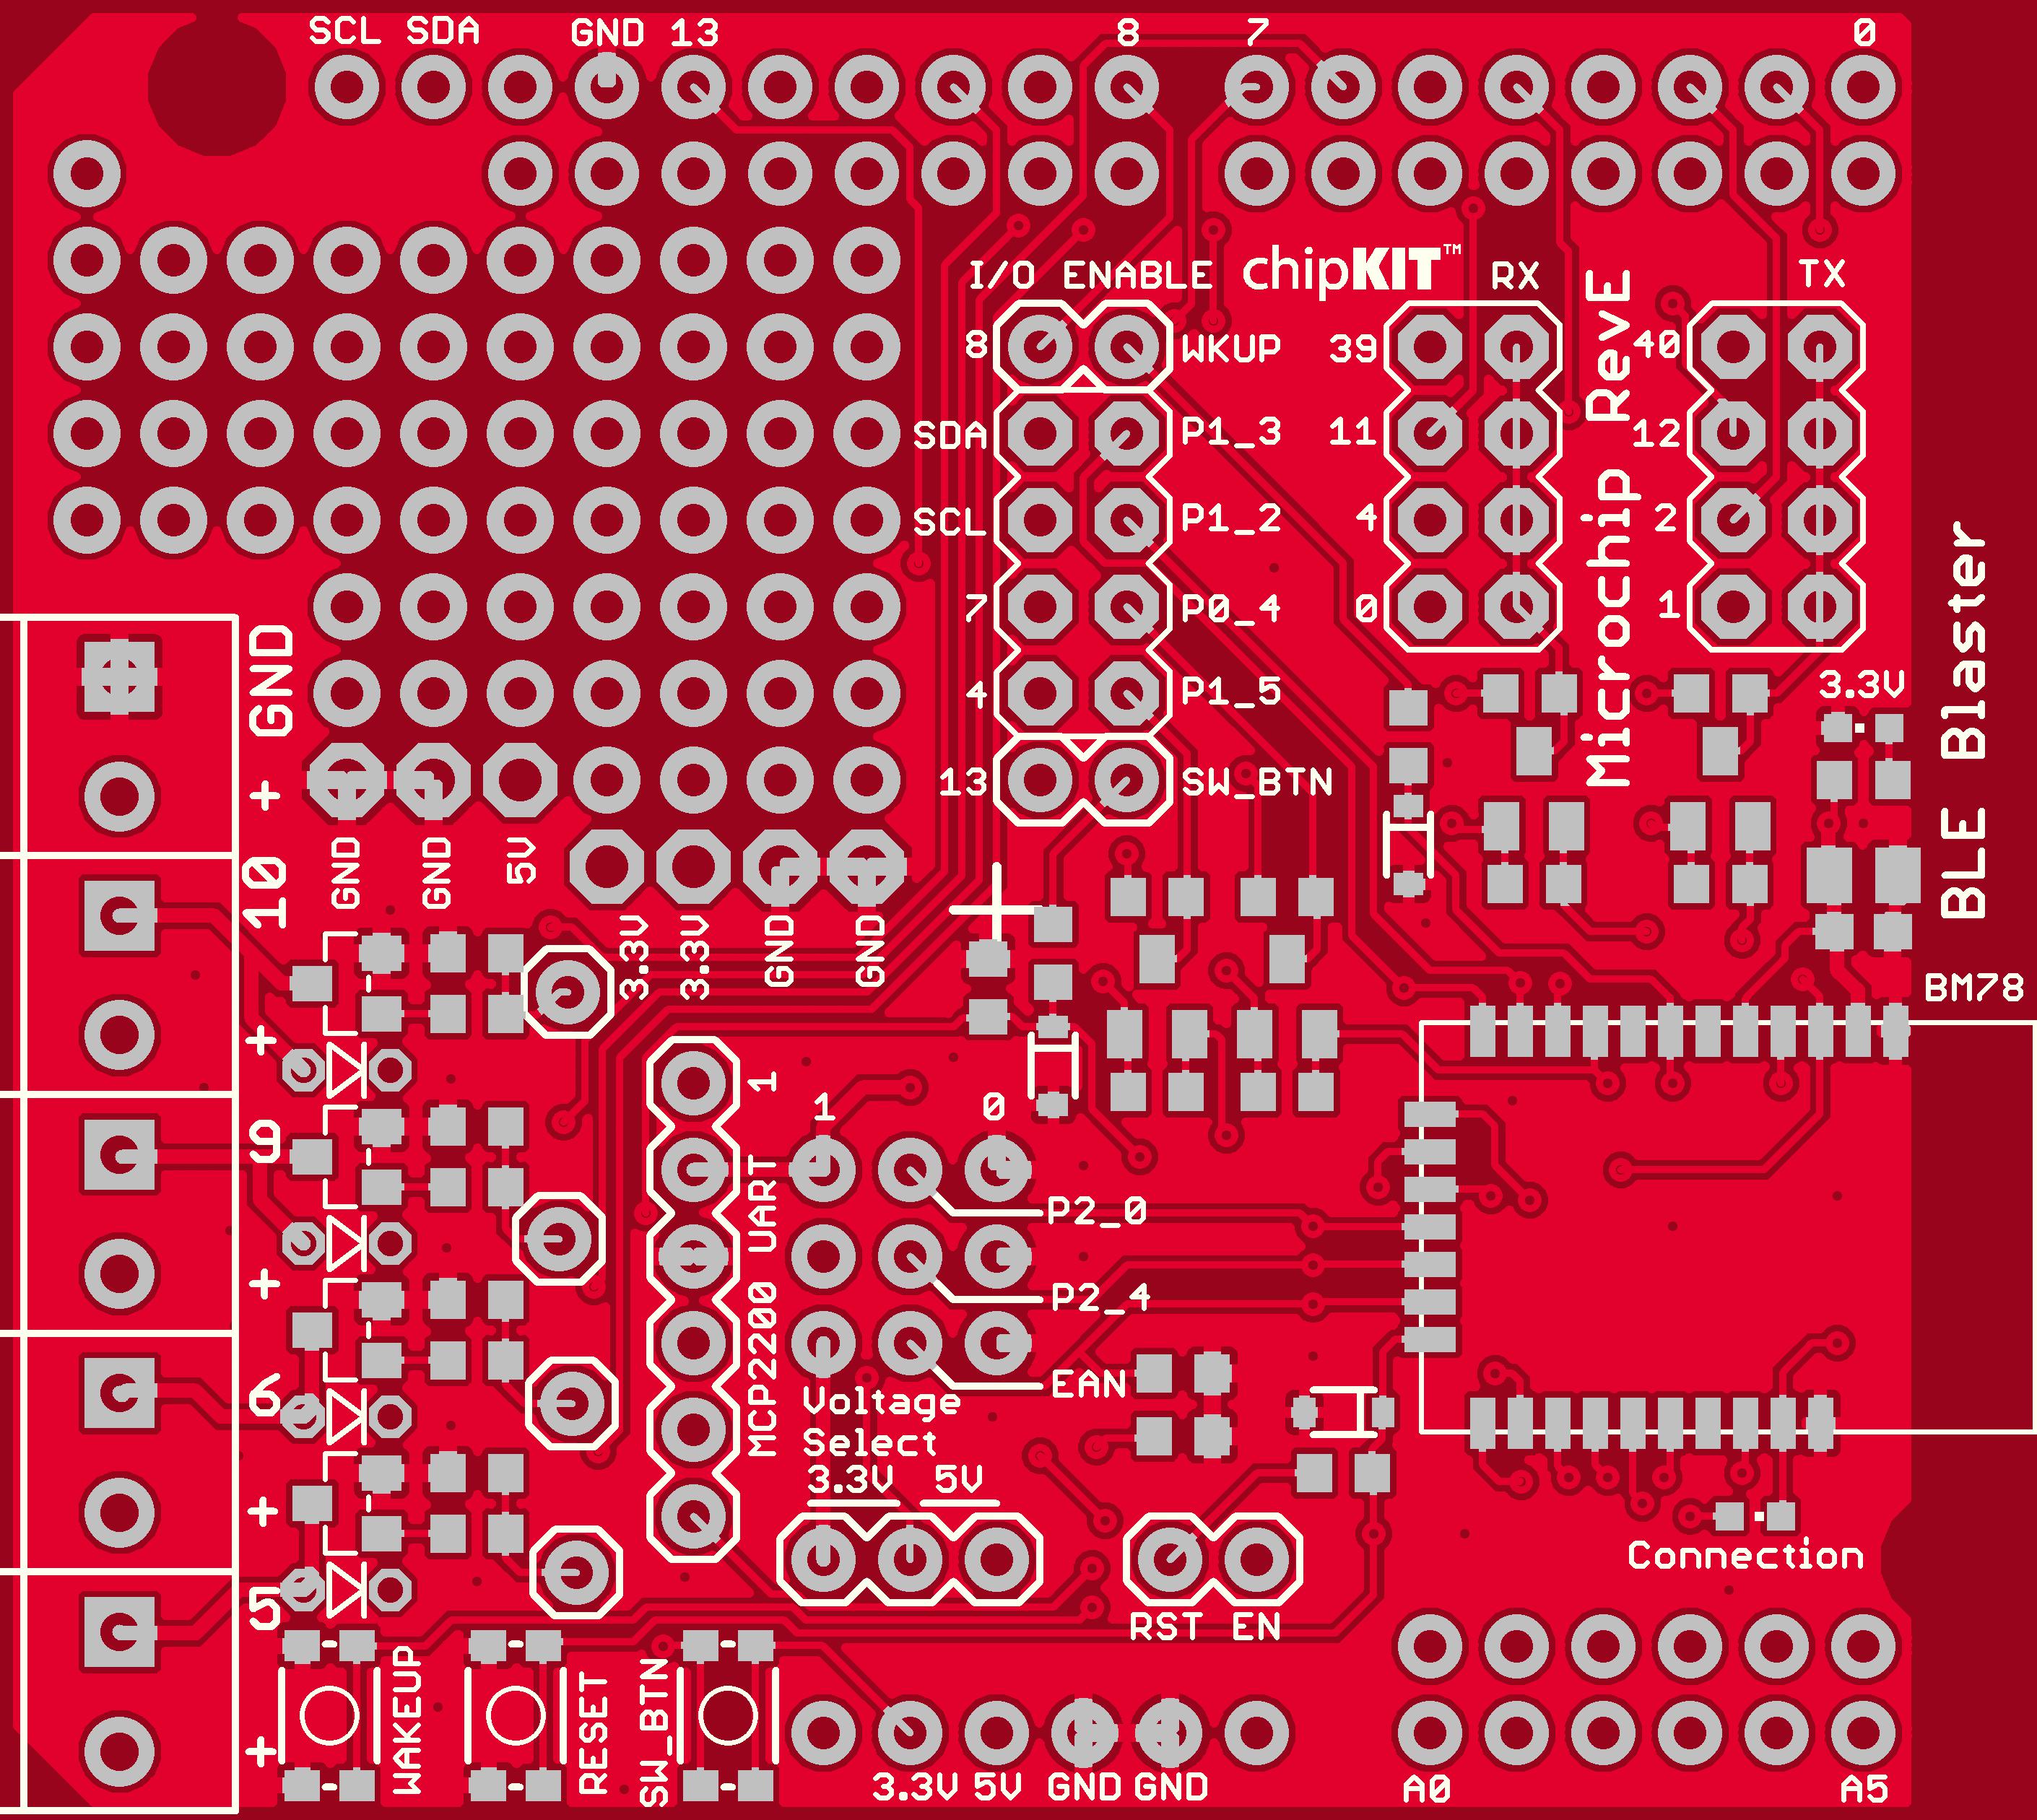 SCL SDA GND 13 8 7 0
I/O ENABLE chipKIT™ RX TX
8 WKUP 39 40
SDA P1_3 11 12
SCL P1_2 4 2
7 P0_4 0 1
4 P1_5
13 SW_BTN
Microchip RevE
BLE Blaster
3.3V
GND
+
10
+
9
+
6
+
5
+
GND
GND
5V
3.3V
3.3V
GND
GND
BM78
1
MCP2200 UART
1 0
P2_0
P2_4
EAN
Voltage
Select
3.3V 5V
RST EN
Connection
WAKEUP
RESET
SW_BTN
3.3V 5V GND GND
A0 A5